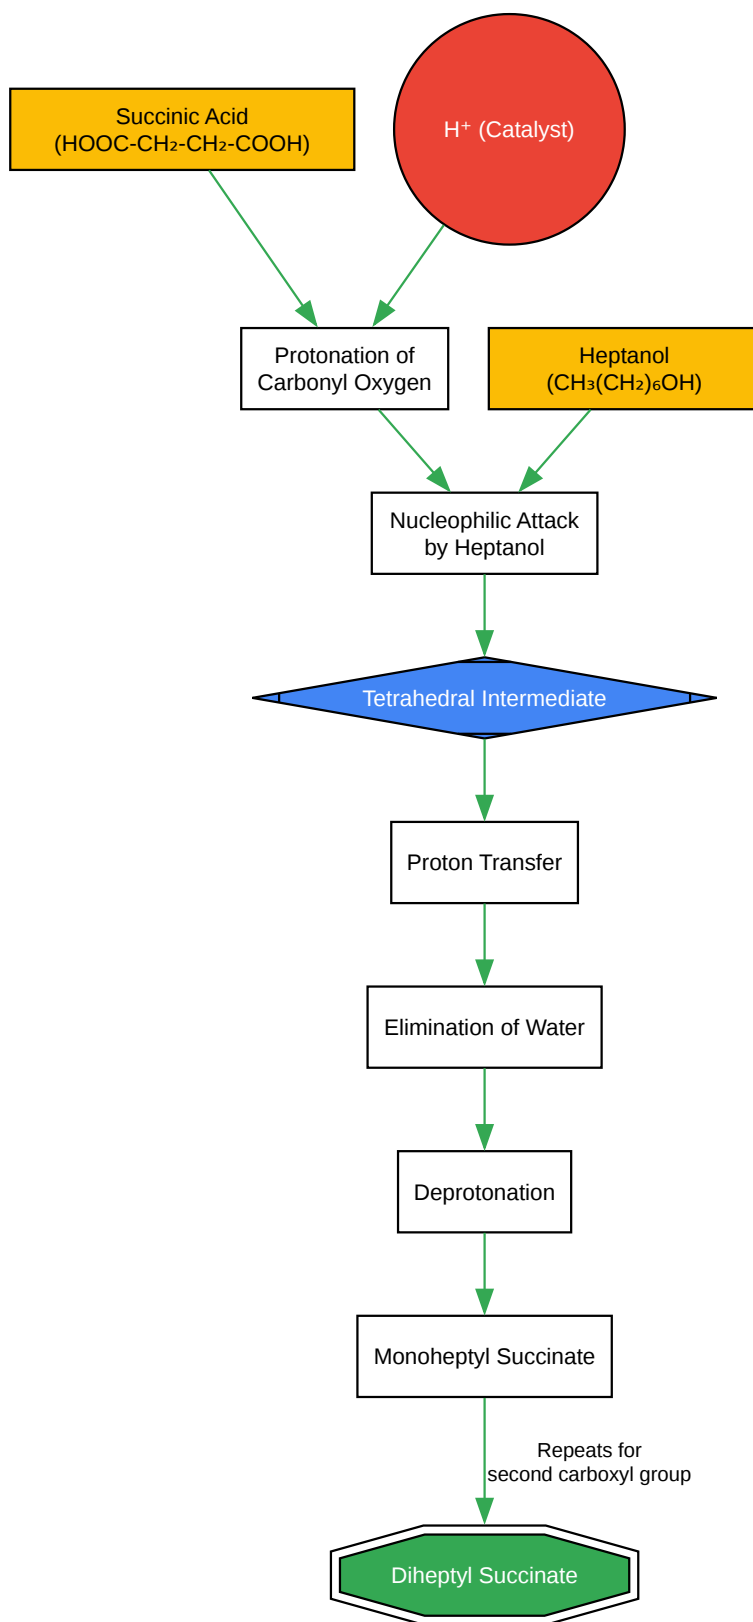 Succinic Acid
(HOOC-CH₂-CH₂-COOH)
H⁺ (Catalyst)
Protonation of
Carbonyl Oxygen
Heptanol
(CH₃(CH₂)₆OH)
Nucleophilic Attack
by Heptanol
Tetrahedral Intermediate
Proton Transfer
Elimination of Water
Deprotonation
Monoheptyl Succinate
Repeats for
second carboxyl group
Diheptyl Succinate